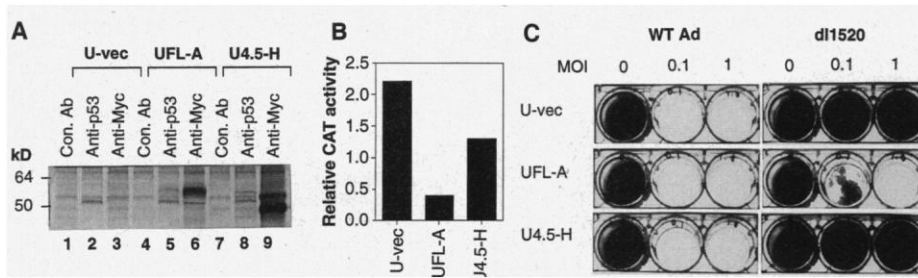 A
U-vec UFL-A U4.5-H
Con. Ab Anti-p53 Anti-Myc Con. Ab Anti-p53 Anti-Myc Con. Ab Anti-p53 Anti-Myc
kD
64
50
1 2 3 4 5 6 7 8 9
B
Relative CAT activity
2.5
2.0
1.5
1.0
0.5
0.0
U-vec UFL-A U4.5-H
C
WT Ad dl1520
MOI 0 0.1 1 0 0.1 1
U-vec
UFL-A
U4.5-H